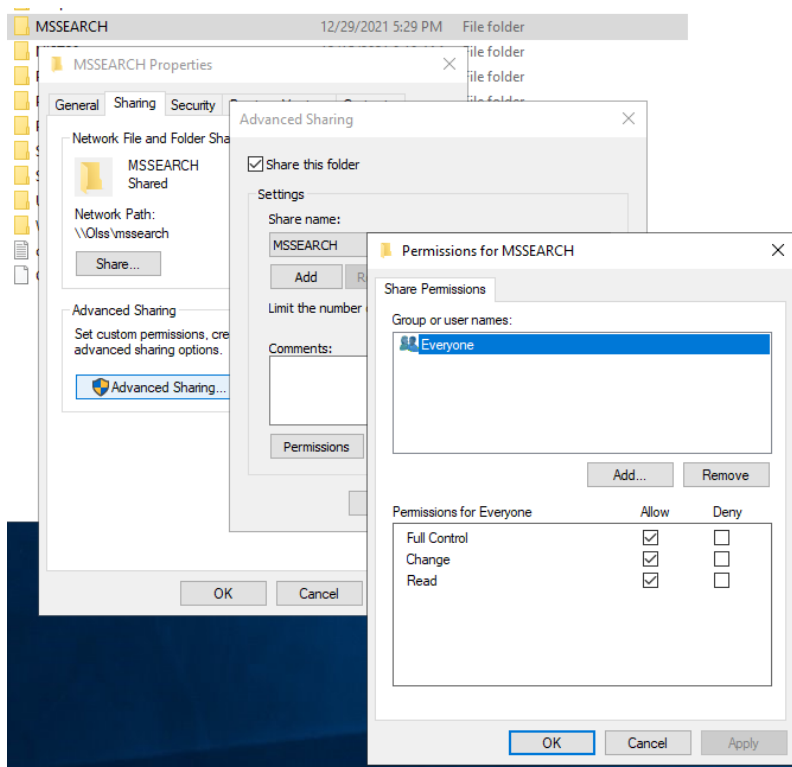 MSSEARCH 12/29/2021 5:29 PM File folder
MSSEARCH Properties
File folder
File folder
General Sharing Security
Network File and Folder Sha
MSSEARCH
Shared
Network Path:
\\Olss\mssearch
Share...
Advanced Sharing
Set custom permissions, cre
advanced sharing options.
Advanced Sharing...
OK Cancel
Advanced Sharing
Share this folder
Settings
Share name:
MSSEARCH
Add
Limit the number
Comments:
Permissions
Permissions for MSSEARCH
Share Permissions
Group or user names:
Everyone
Add... Remove
Permissions for Everyone Allow Deny
Full Control
Change
Read
OK Cancel Apply